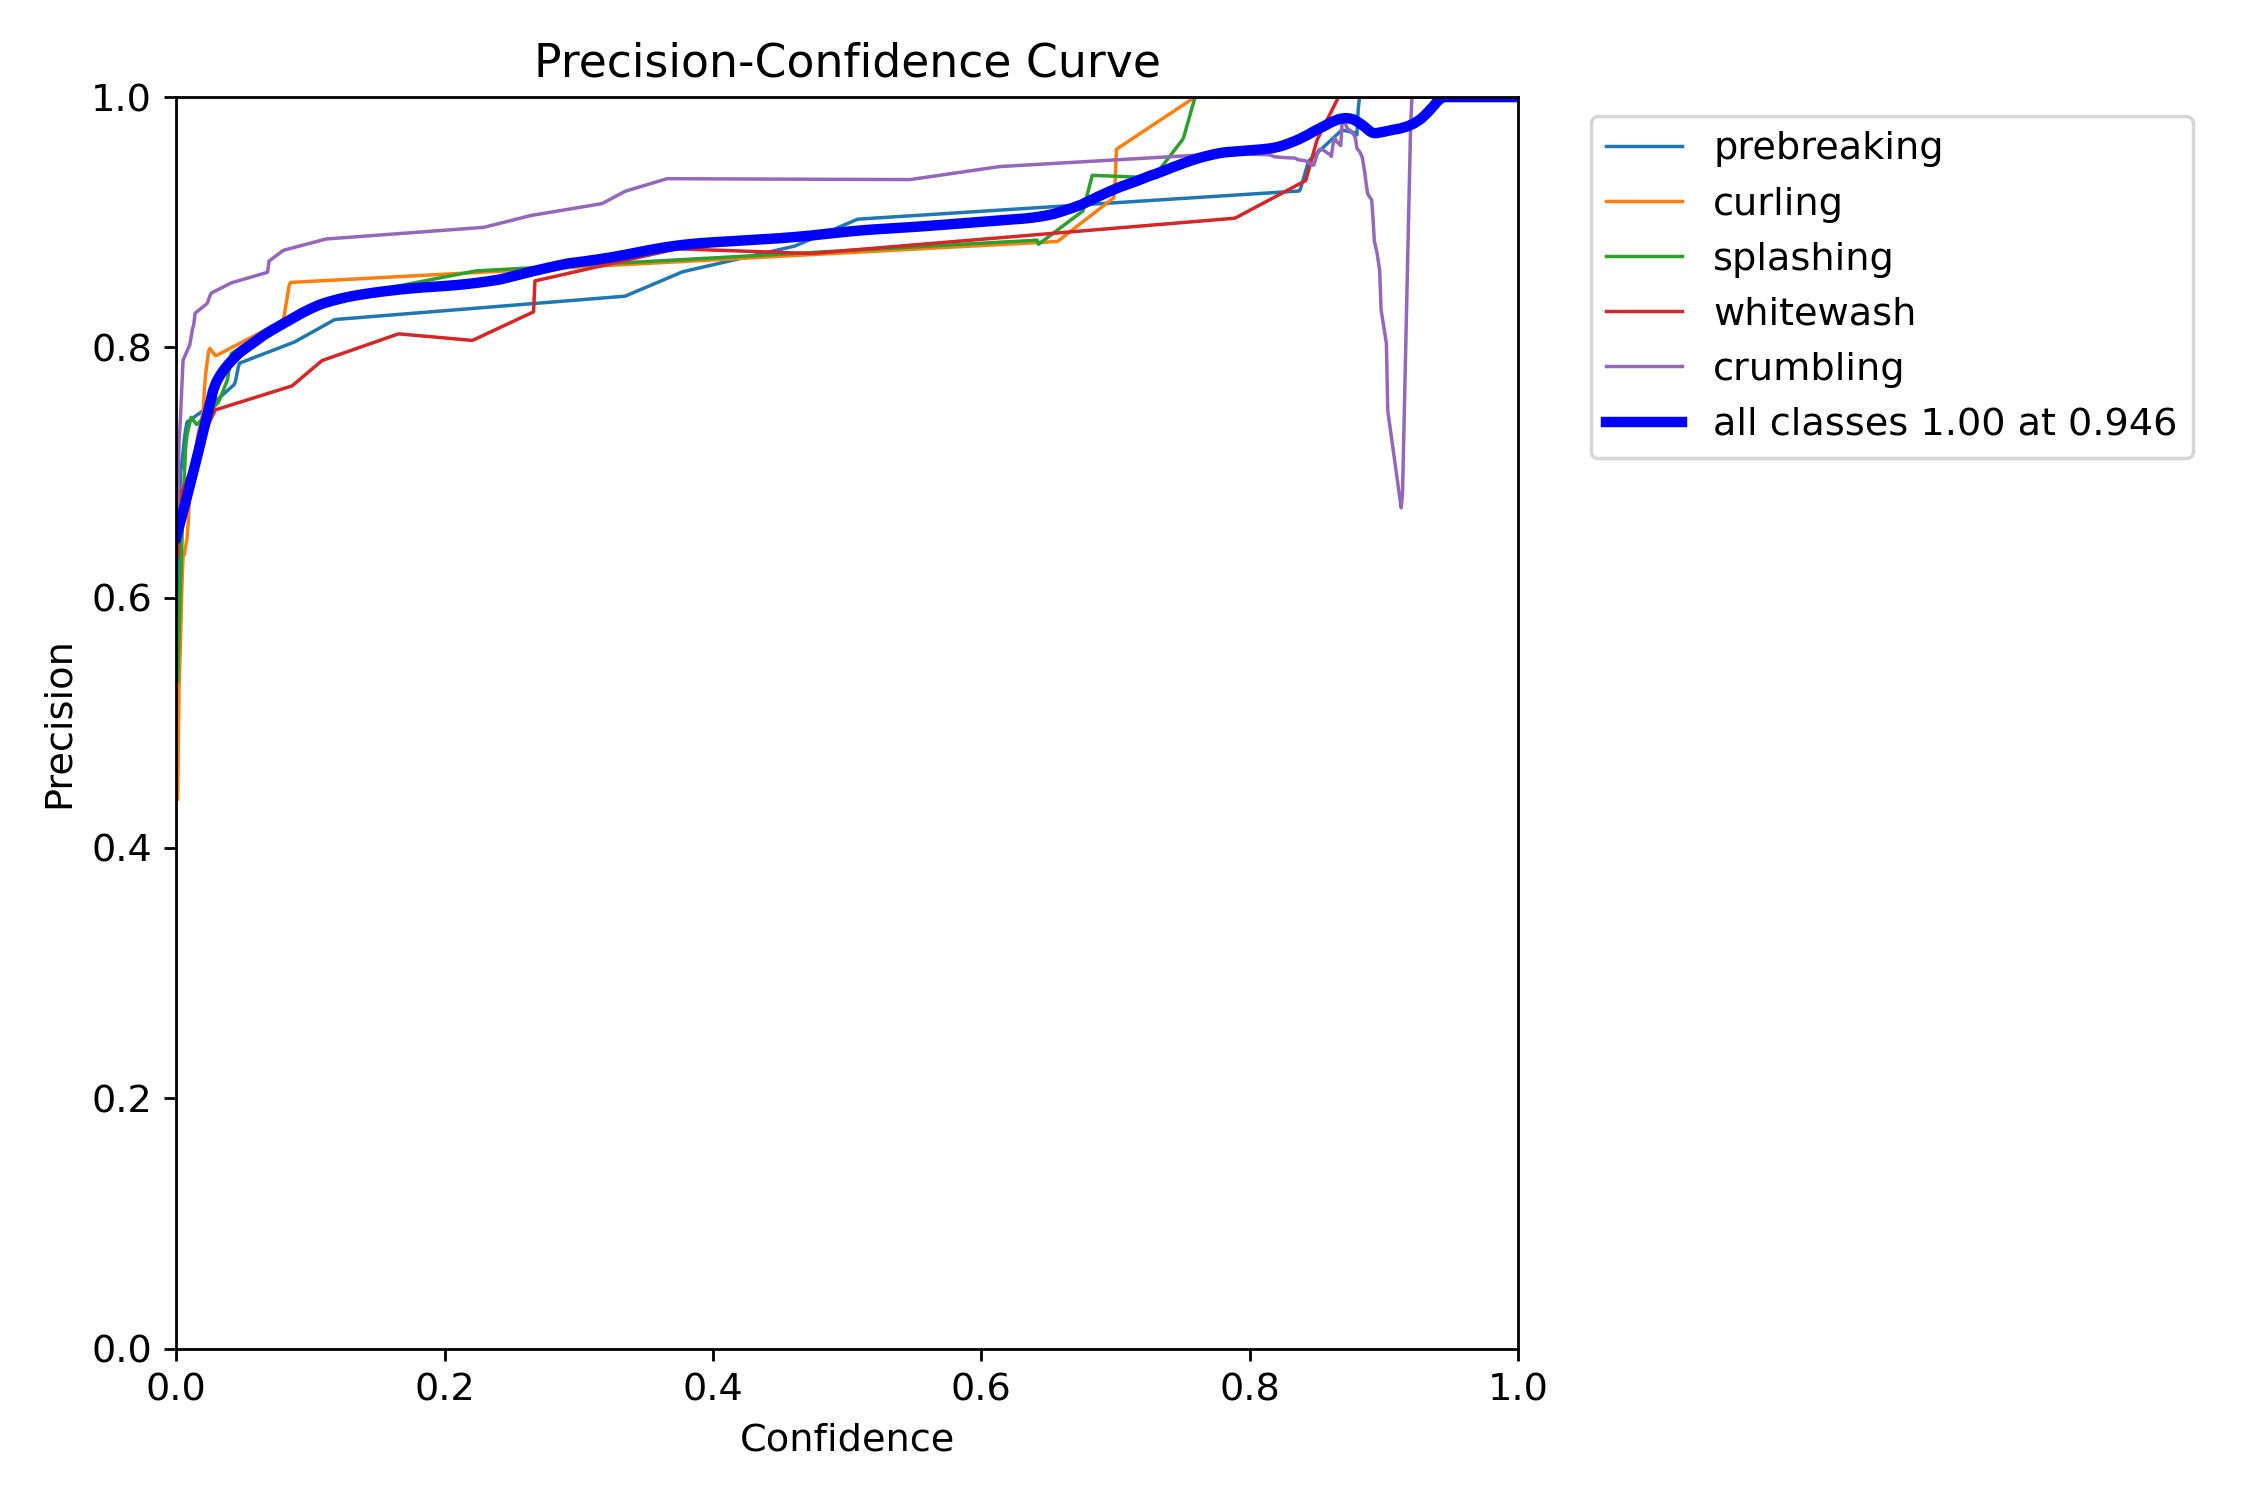 Precision-Confidence Curve
1.0
0.8
0.6
0.4
0.2
0.0
Precision
0.0 0.2 0.4 0.6 0.8 1.0
Confidence
prebreaking
curling
splashing
whitewash
crumbling
all classes 1.00 at 0.946